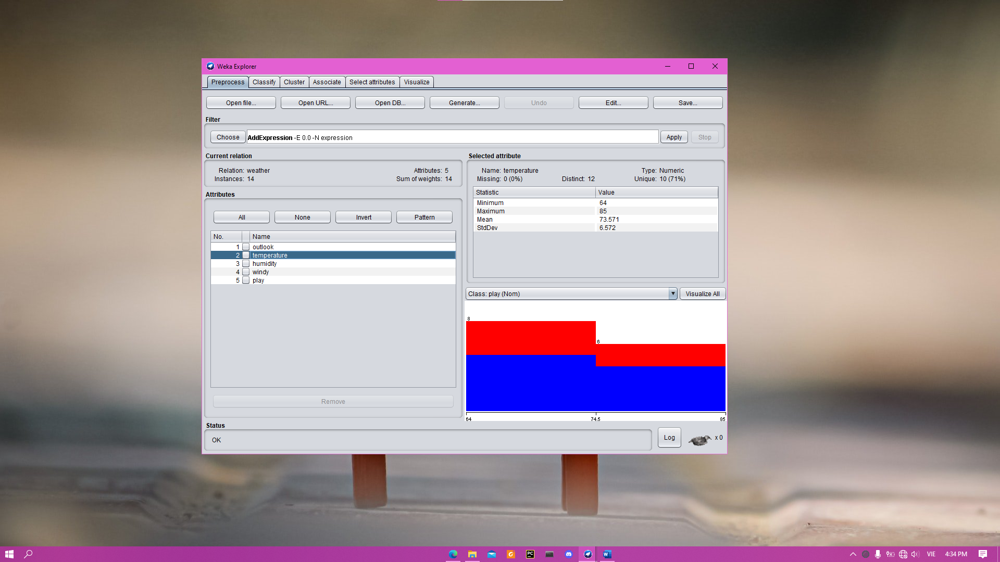 Weka Explorer
Preprocess Classify Cluster Associate Select attributes Visualize
Open file... Open URL... Open DB... Generate... Undo Edit... Save...
Filter
Choose AddExpression -E 0.0 -N expression Apply Stop
Current relation
Relation: weather Attributes: 5
Instances: 14 Sum of weights: 14
Attributes
All None Invert Pattern
No. Name
1 outlook
2 temperature
3 humidity
4 windy
5 play
Remove
Selected attribute
Name: temperature Type: Numeric
Missing: 0 (0%) Distinct: 12 Unique: 10 (71%)
Statistic Value
Minimum 64
Maximum 85
Mean 73.571
StdDev 6.572
Class: play (Nom) Visualize All
8
6
64 74.5 85
Status
OK
Log x 0
PC
W
VIE 4:34 PM